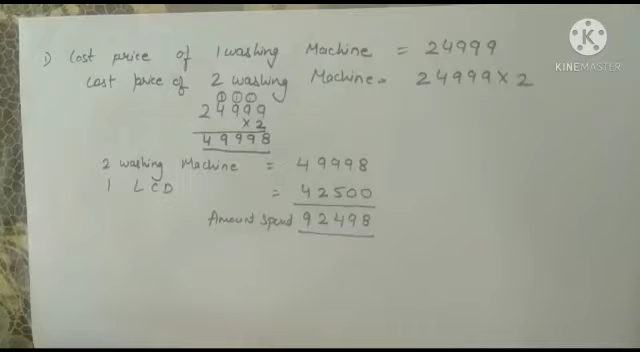 1) Cost price of 1 washing Machine = 24999
Cost price of 2 washing Machine = 24999 x 2
1 1 1
24999
x 2
49998
2 washing Machine = 49998
1 LCD = 42500
Amount Spend 92498
K
KINEMASTER